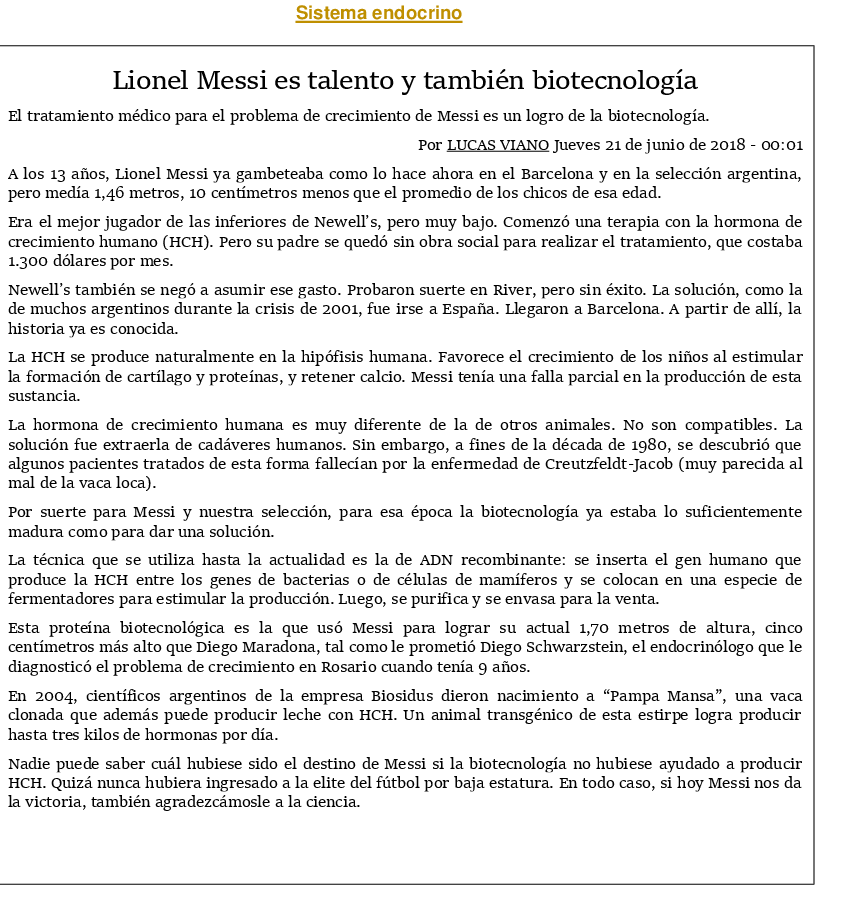 Sistema endocrino
Lionel Messi es talento y también biotecnología
El tratamiento médico para el problema de crecimiento de Messi es un logro de la biotecnología.
Por LUCAS VIANO Jueves 21 de junio de 2018 - 00:01
A los 13 años, Lionel Messi ya gambeteaba como lo hace ahora en el Barcelona y en la selección argentina,
pero medía 1,46 metros, 10 centímetros menos que el promedio de los chicos de esa edad.
Era el mejor jugador de las inferiores de Newell's, pero muy bajo. Comenzó una terapia con la hormona de
crecimiento humano (HCH). Pero su padre se quedó sin obra social para realizar el tratamiento, que costaba
1.300 dólares por mes.
Newell's también se negó a asumir ese gasto. Probaron suerte en River, pero sin éxito. La solución, como la
de muchos argentinos durante la crisis de 2001, fue irse a España. Llegaron a Barcelona. A partir de allí, la
historia ya es conocida.
La HCH se produce naturalmente en la hipófisis humana. Favorece el crecimiento de los niños al estimular
la formación de cartílago y proteínas, y retener calcio. Messi tenía una falla parcial en la producción de esta
sustancia.
La hormona de crecimiento humana es muy diferente de la de otros animales. No son compatibles. La
solución fue extraerla de cadáveres humanos. Sin embargo, a fines de la década de 1980, se descubrió que
algunos pacientes tratados de esta forma fallecían por la enfermedad de Creutzfeldt-Jacob (muy parecida al
mal de la vaca loca).
Por suerte para Messi y nuestra selección, para esa época la biotecnología ya estaba lo suficientemente
madura como para dar una solución.
La técnica que se utiliza hasta la actualidad es la de ADN recombinante: se inserta el gen humano que
produce la HCH entre los genes de bacterias o de células de mamíferos y se colocan en una especie de
fermentadores para estimular la producción. Luego, se purifica y se envasa para la venta.
Esta proteína biotecnológica es la que usó Messi para lograr su actual 1,70 metros de altura, cinco
centímetros más alto que Diego Maradona, tal como le prometió Diego Schwarzstein, el endocrinólogo que le
diagnosticó el problema de crecimiento en Rosario cuando tenía 9 años.
En 2004, científicos argentinos de la empresa Biosidus dieron nacimiento a “Pampa Mansa”, una vaca
clonada que además puede producir leche con HCH. Un animal transgénico de esta estirpe logra producir
hasta tres kilos de hormonas por día.
Nadie puede saber cuál hubiese sido el destino de Messi si la biotecnología no hubiese ayudado a producir
HCH. Quizá nunca hubiera ingresado a la elite del fútbol por baja estatura. En todo caso, si hoy Messi nos da
la victoria, también agradezcámosle a la ciencia.